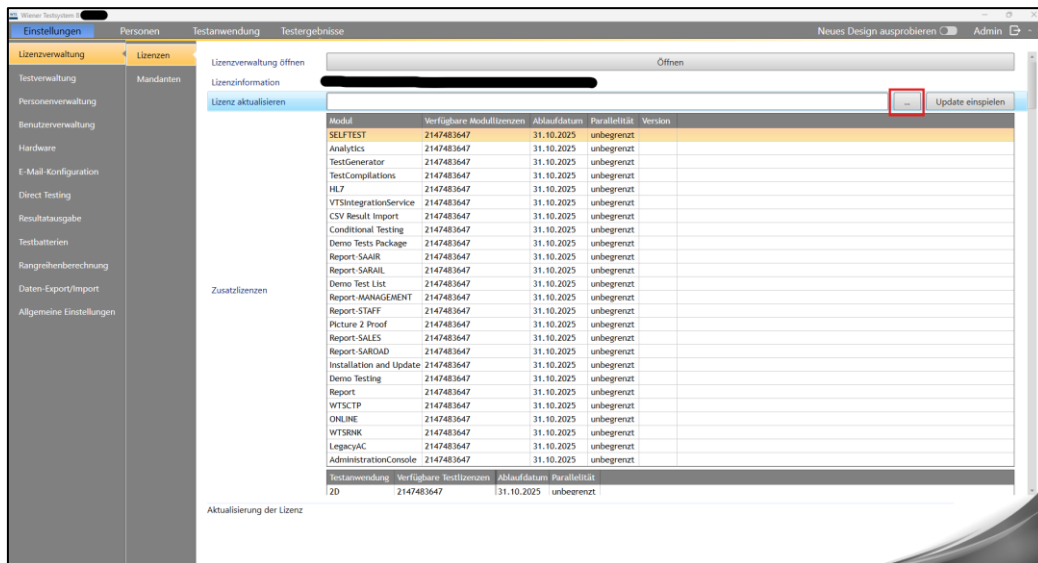 Wiener Testsystem 8
Einstellungen Personen Testanwendung Testergebnisse Neues Design ausprobieren Admin
Lizenzverwaltung
Testverwaltung
Personenverwaltung
Benutzerverwaltung
Hardware
E-Mail-Konfiguration
Direct Testing
Resultatausgabe
Testbatterien
Rangreihenberechnung
Daten-Export/Import
Allgemeine Einstellungen
Lizenzen
Mandanten
Lizenzverwaltung öffnen Öffnen
Lizenzinformation
Lizenz aktualisieren ... Update einspielen
Zusatzlizenzen
Modul Verfügbare Modullizenzen Ablaufdatum Parallelität Version
SELFTEST 2147483647 31.10.2025 unbegrenzt
Analytics 2147483647 31.10.2025 unbegrenzt
TestGenerator 2147483647 31.10.2025 unbegrenzt
TestCompilations 2147483647 31.10.2025 unbegrenzt
HL7 2147483647 31.10.2025 unbegrenzt
VTSIntegrationService 2147483647 31.10.2025 unbegrenzt
CSV Result Import 2147483647 31.10.2025 unbegrenzt
Conditional Testing 2147483647 31.10.2025 unbegrenzt
Demo Tests Package 2147483647 31.10.2025 unbegrenzt
Report-SAAIR 2147483647 31.10.2025 unbegrenzt
Report-SARAIL 2147483647 31.10.2025 unbegrenzt
Demo Test List 2147483647 31.10.2025 unbegrenzt
Report-MANAGEMENT 2147483647 31.10.2025 unbegrenzt
Report-STAFF 2147483647 31.10.2025 unbegrenzt
Picture 2 Proof 2147483647 31.10.2025 unbegrenzt
Report-SALES 2147483647 31.10.2025 unbegrenzt
Report-SAROAD 2147483647 31.10.2025 unbegrenzt
Installation and Update 2147483647 31.10.2025 unbegrenzt
Demo Testing 2147483647 31.10.2025 unbegrenzt
Report 2147483647 31.10.2025 unbegrenzt
WTSCTP 2147483647 31.10.2025 unbegrenzt
ONLINE 2147483647 31.10.2025 unbegrenzt
WTSRNK 2147483647 31.10.2025 unbegrenzt
LegacyAC 2147483647 31.10.2025 unbegrenzt
AdministrationConsole 2147483647 31.10.2025 unbegrenzt
Testanwendung Verfügbare Testlizenzen Ablaufdatum Parallelität
2D 2147483647 31.10.2025 unbegrenzt
Aktualisierung der Lizenz